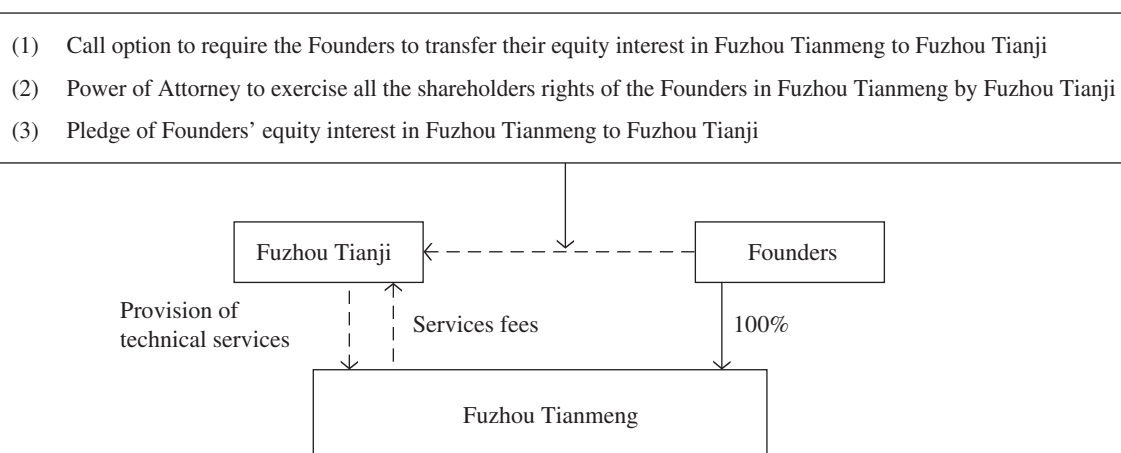 (1) Call option to require the Founders to transfer their equity interest in Fuzhou Tianmeng to Fuzhou Tianji
(2) Power of Attorney to exercise all the shareholders rights of the Founders in Fuzhou Tianmeng by Fuzhou Tianji
(3) Pledge of Founders’ equity interest in Fuzhou Tianmeng to Fuzhou Tianji
Fuzhou Tianji
Founders
Provision of
technical services
Services fees
100%
Fuzhou Tianmeng